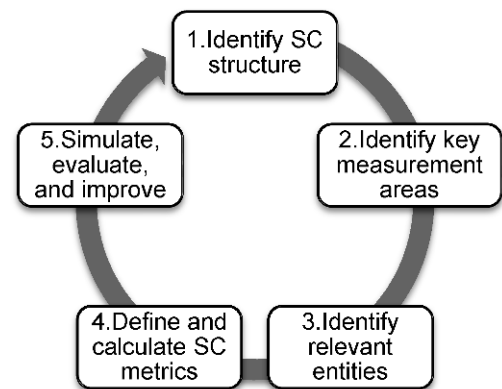 1.Identify SC
structure
2.Identify key
measurement
areas
3.Identify
relevant
entities
4.Define and
calculate SC
metrics
5.Simulate,
evaluate,
and improve